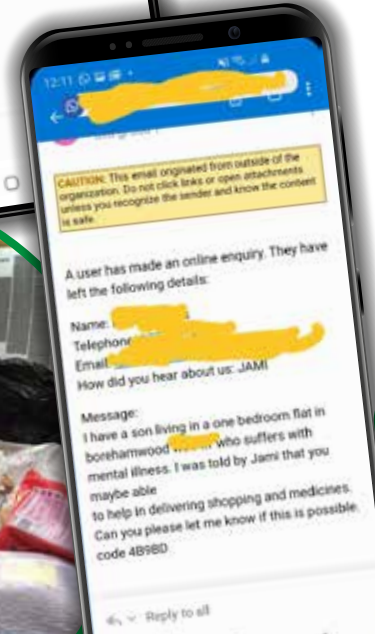 12:11
CAUTION: This email originated from outside of the
organization. Do not click links or open attachments
unless you recognize the sender and know the content
is safe.
A user has made an online enquiry. They have
left the following details:
Name:
Telephone
Email
How did you hear about us: JAMI
Message:
I have a son living in a one bedroom flat in
borehamwood who suffers with
mental illness. I was told by Jami that you
maybe able
to help in delivering shopping and medicines.
Can you please let me know if this is possible.
code 4B9BD
Reply to all